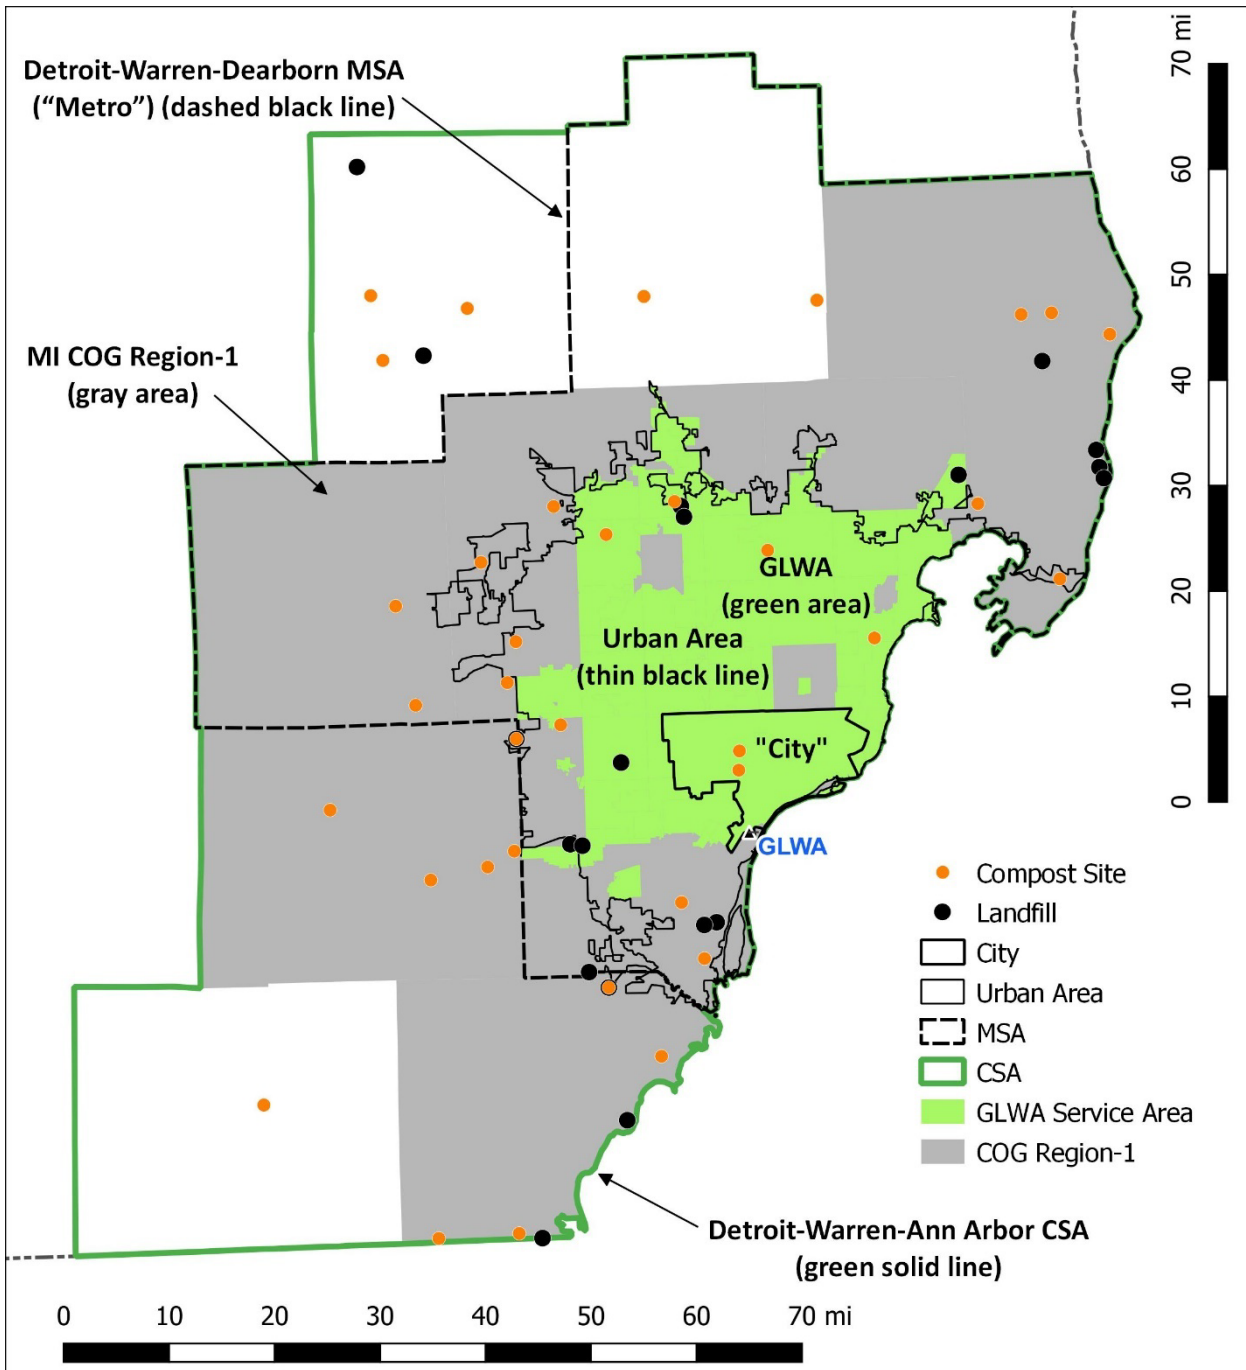 Detroit-Warren-Dearborn MSA
(“Metro”) (dashed black line)
MI COG Region-1
(gray area)
GLWA
(green area)
Urban Area
(thin black line)
"City"
GLWA
70 mi
60
50
40
30
20
10
0
Compost Site
Landfill
City
Urban Area
MSA
CSA
GLWA Service Area
COG Region-1
Detroit-Warren-Ann Arbor CSA
(green solid line)
0 10 20 30 40 50 60 70 mi